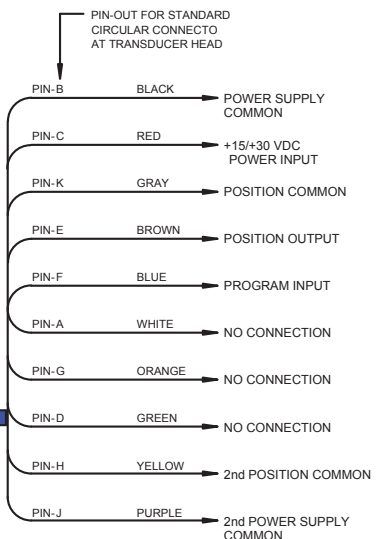 PIN-OUT FOR STANDARD
CIRCULAR CONNECTO
AT TRANSDUCER HEAD
PIN-B BLACK POWER SUPPLY
COMMON
PIN-C RED +15/+30 VDC
POWER INPUT
PIN-K GRAY POSITION COMMON
PIN-E BROWN POSITION OUTPUT
PIN-F BLUE PROGRAM INPUT
PIN-A WHITE NO CONNECTION
PIN-G ORANGE NO CONNECTION
PIN-D GREEN NO CONNECTION
PIN-H YELLOW 2nd POSITION COMMON
PIN-J PURPLE 2nd POWER SUPPLY
COMMON